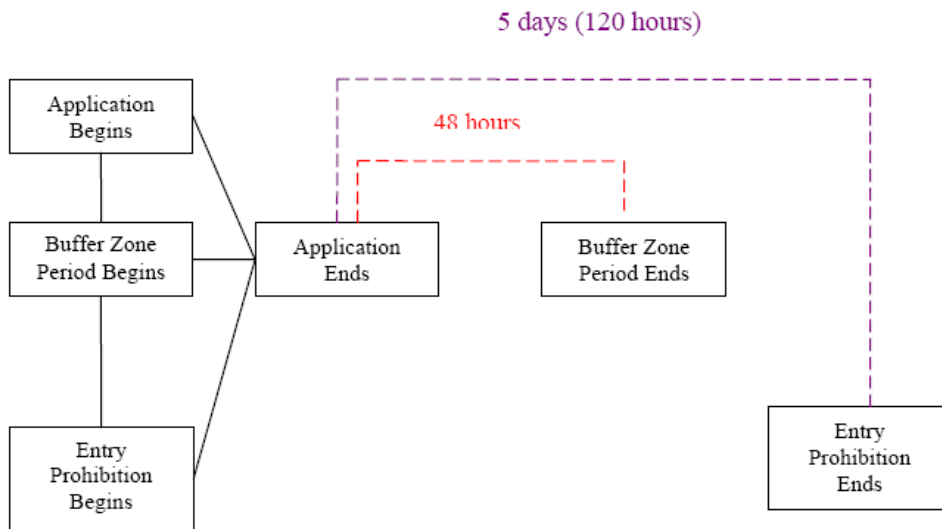 5 days (120 hours)
48 hours
Application
Begins
Buffer Zone
Period Begins
Application
Ends
Buffer Zone
Period Ends
Entry
Prohibition
Begins
Entry
Prohibition
Ends